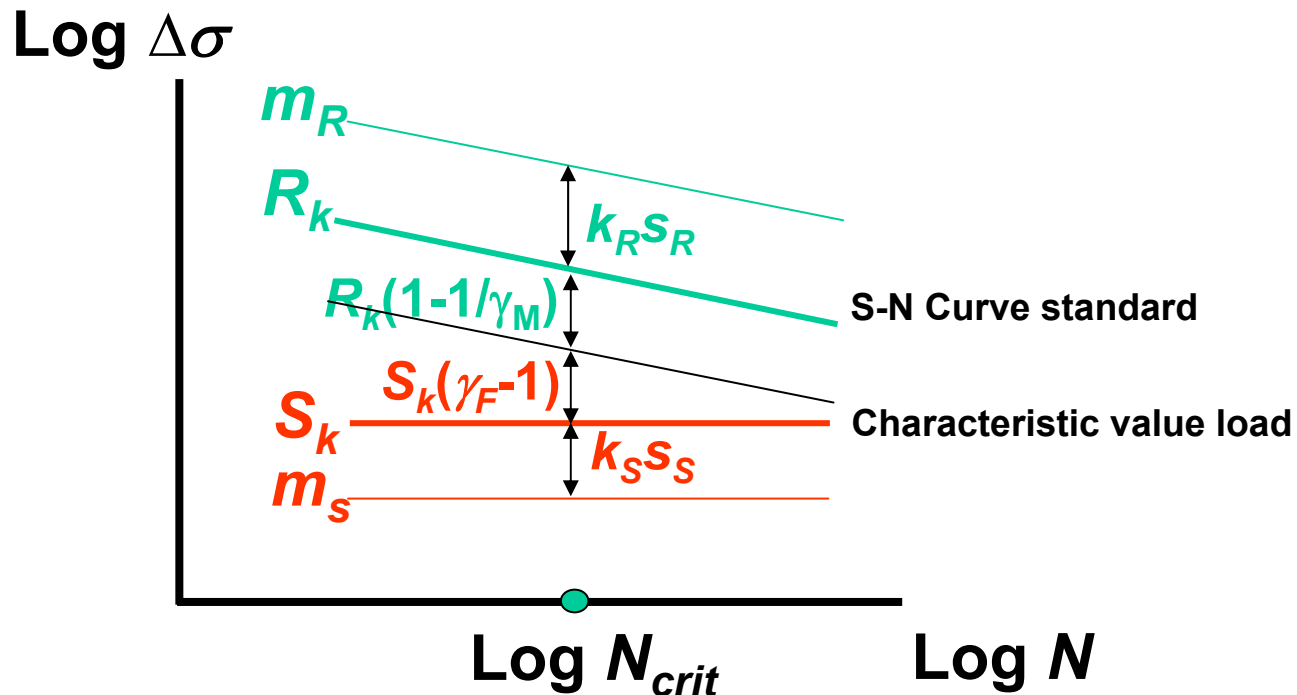 Log Δσ
m_R
R_k
k_R s_R
R_k(1-1/γ_M)
S-N Curve standard
S_k(γ_F-1)
S_k
Characteristic value load
k_S s_S
m_s
Log N_crit
Log N